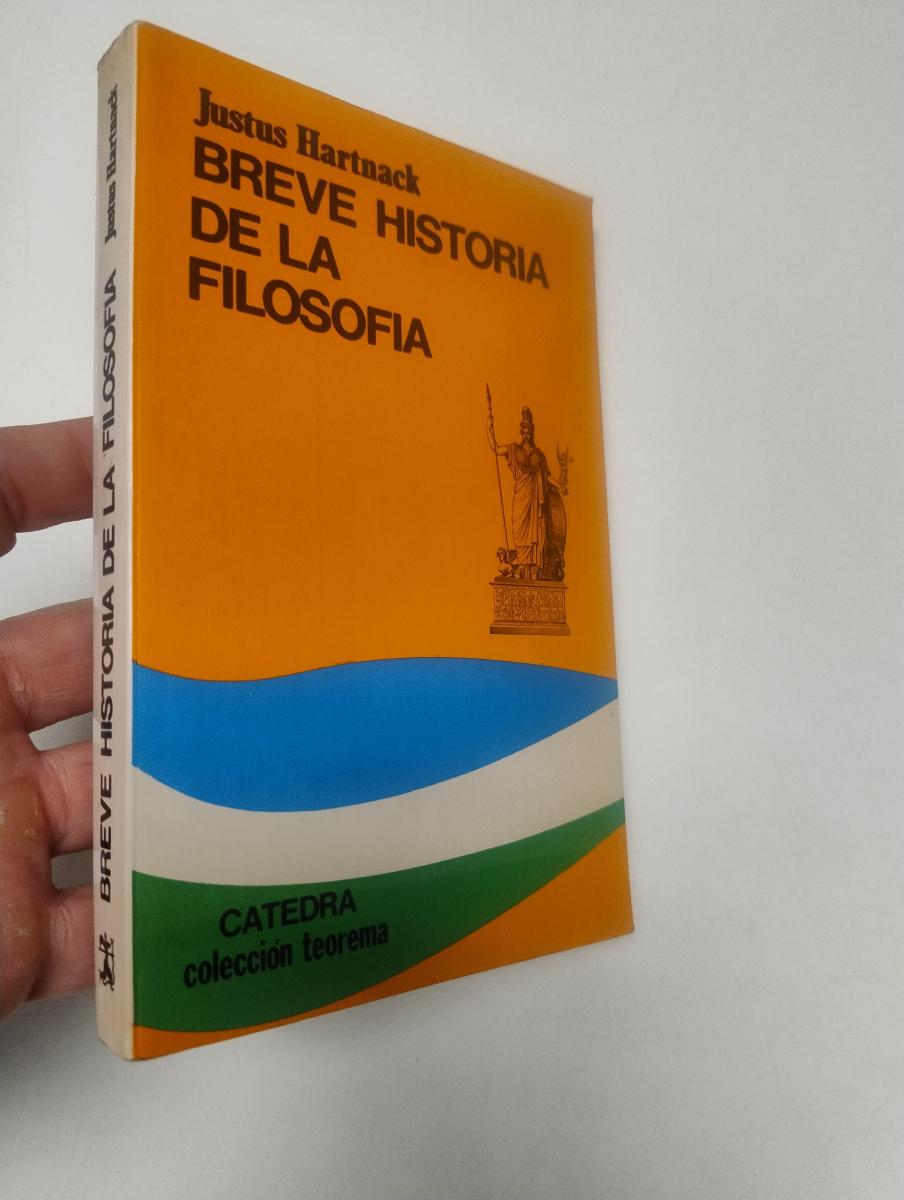 Justus Hartnack
BREVE HISTORIA
DE LA
FILOSOFIA
CATEDRA
colección teorema
BREVE HISTORIA DE LA FILOSOFIA Justus Hartnack